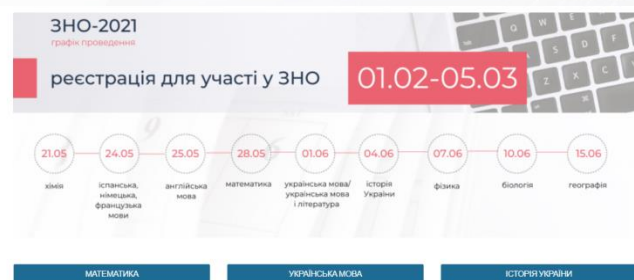 ЗНО-2021
графік проведення
реєстрація для участі у ЗНО
01.02-05.03
21.05
24.05
25.05
28.05
01.06
04.06
07.06
10.06
15.06
хімія
іспанська,
німецька,
французька
мови
англійська
мова
математика
українська мова/
українська мова
і література
історія
України
фізика
біологія
географія
МАТЕМАТИКА
УКРАЇНСЬКА МОВА
ІСТОРІЯ УКРАЇНИ